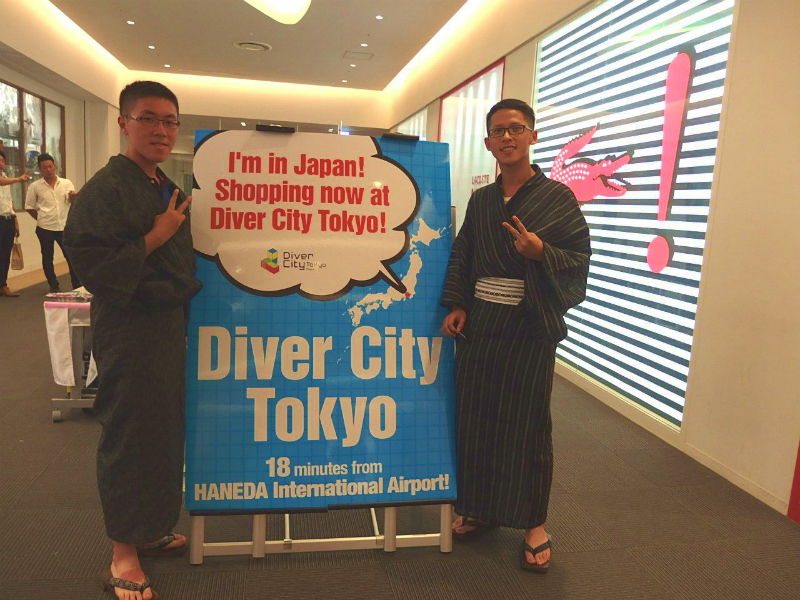 I'm in Japan!
Shopping now at
Diver City Tokyo!
Diver
City Tokyo
Diver City
Tokyo
18 minutes from
HANEDA International Airport!
LACOSTE